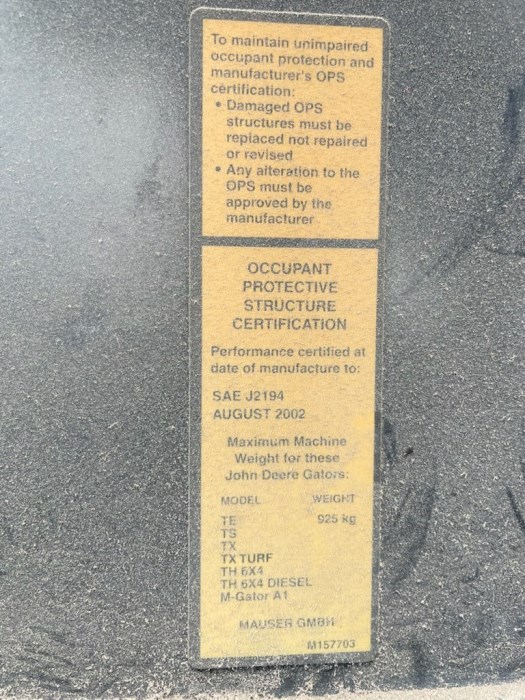 To maintain unimpaired
occupant protection and
manufacturer's OPS
certification:
• Damaged OPS
structures must be
replaced not repaired
or revised
• Any alteration to the
OPS must be
approved by the
manufacturer
OCCUPANT
PROTECTIVE
STRUCTURE
CERTIFICATION
Performance certified at
date of manufacture to:
SAE J2194
AUGUST 2002
Maximum Machine
Weight for these
John Deere Gators:
MODEL WEIGHT
TE 925 kg
TS
TX
TX TURF
TH 6X4
TH 6X4 DIESEL
M-Gator A1
MAUSER GMBH
M157703